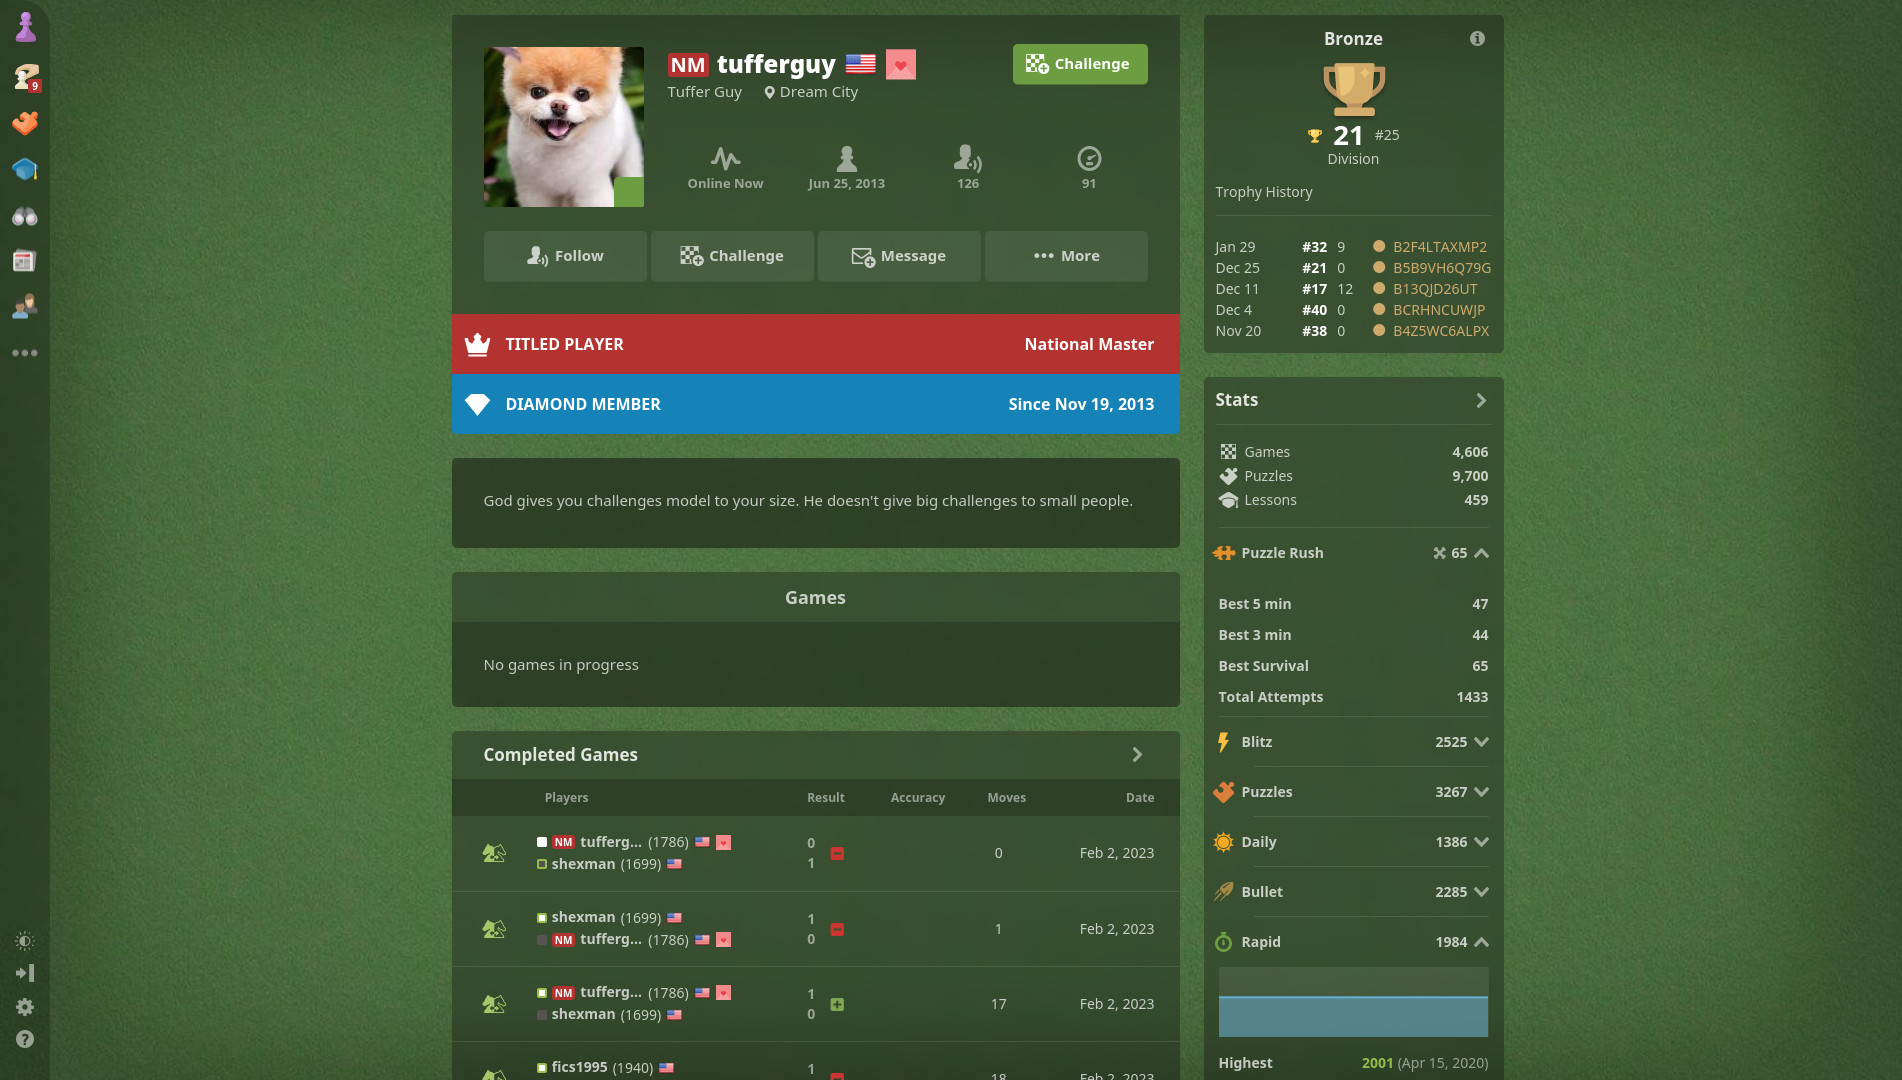 9
NM tufferguy
Tuffer Guy Dream City
Challenge
Online Now Jun 25, 2013 126 91
Follow Challenge Message More
TITLED PLAYER National Master
DIAMOND MEMBER Since Nov 19, 2013
God gives you challenges model to your size. He doesn't give big challenges to small people.
Games
No games in progress
Completed Games
Players Result Accuracy Moves Date
NM tufferg... (1786) 0
shexman (1699) 1
0 Feb 2, 2023
shexman (1699) 1
NM tufferg... (1786) 0
1 Feb 2, 2023
NM tufferg... (1786) 1
shexman (1699) 0
17 Feb 2, 2023
fics1995 (1940) 1
18 Feb 2, 2023
Bronze
21 #25
Division
Trophy History
Jan 29 #32 9 B2F4LTAXMP2
Dec 25 #21 0 B5B9VH6Q79G
Dec 11 #17 12 B13QJD26UT
Dec 4 #40 0 BCRHNCUWJP
Nov 20 #38 0 B4Z5WC6ALPX
Stats
Games 4,606
Puzzles 9,700
Lessons 459
Puzzle Rush 65
Best 5 min 47
Best 3 min 44
Best Survival 65
Total Attempts 1433
Blitz 2525
Puzzles 3267
Daily 1386
Bullet 2285
Rapid 1984
Highest 2001 (Apr 15, 2020)